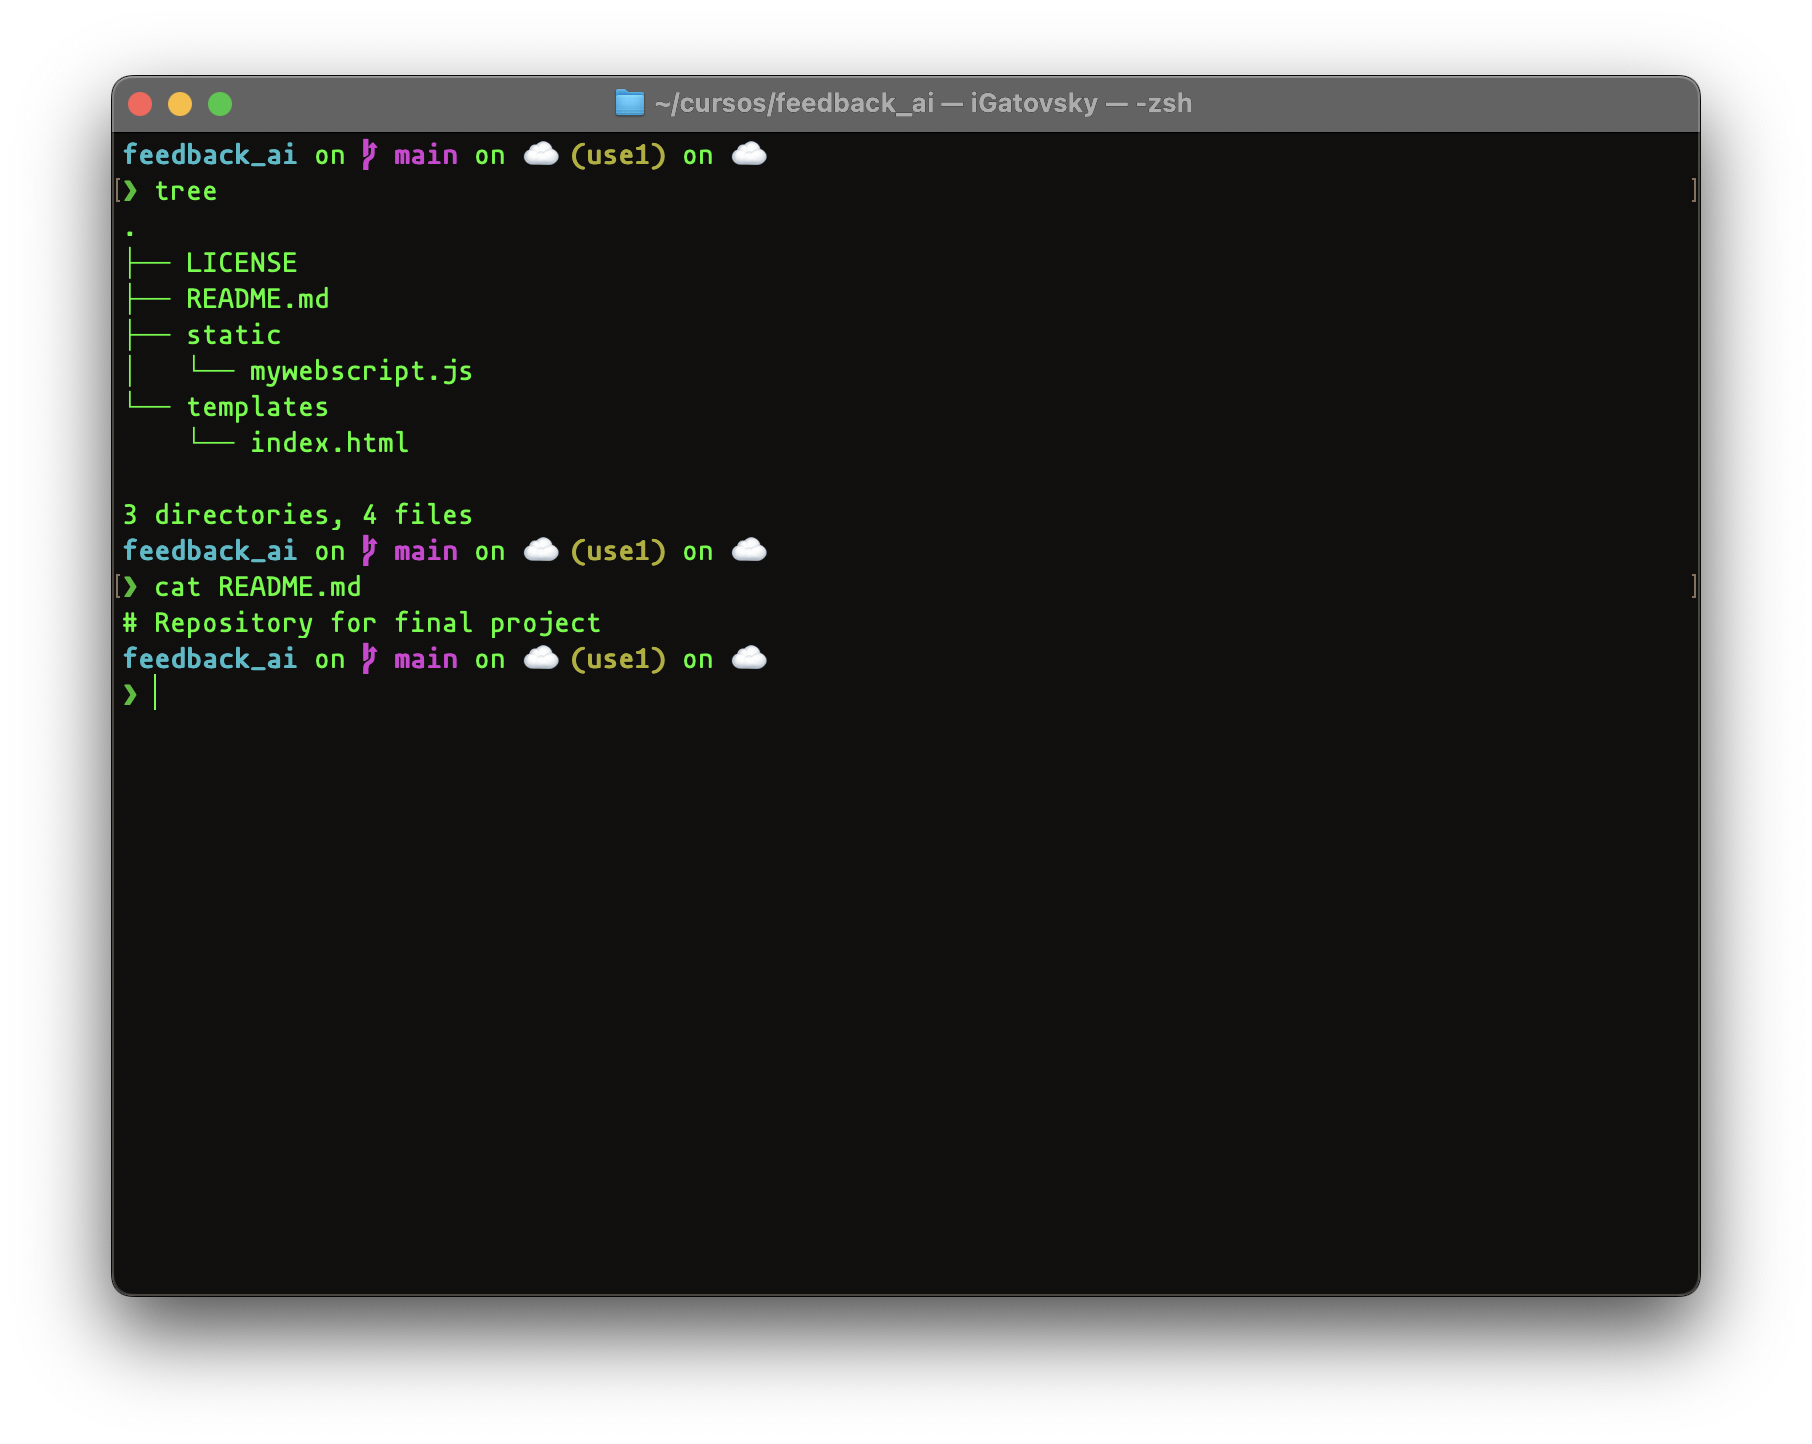 ~/cursos/feedback_ai — iGatovsky — -zsh
feedback_ai on main on ☁️ (use1) on ☁️
[❯ tree ]
.
├── LICENSE
├── README.md
├── static
│   └── mywebscript.js
└── templates
    └── index.html
3 directories, 4 files
feedback_ai on main on ☁️ (use1) on ☁️
[❯ cat README.md ]
# Repository for final project
feedback_ai on main on ☁️ (use1) on ☁️
❯